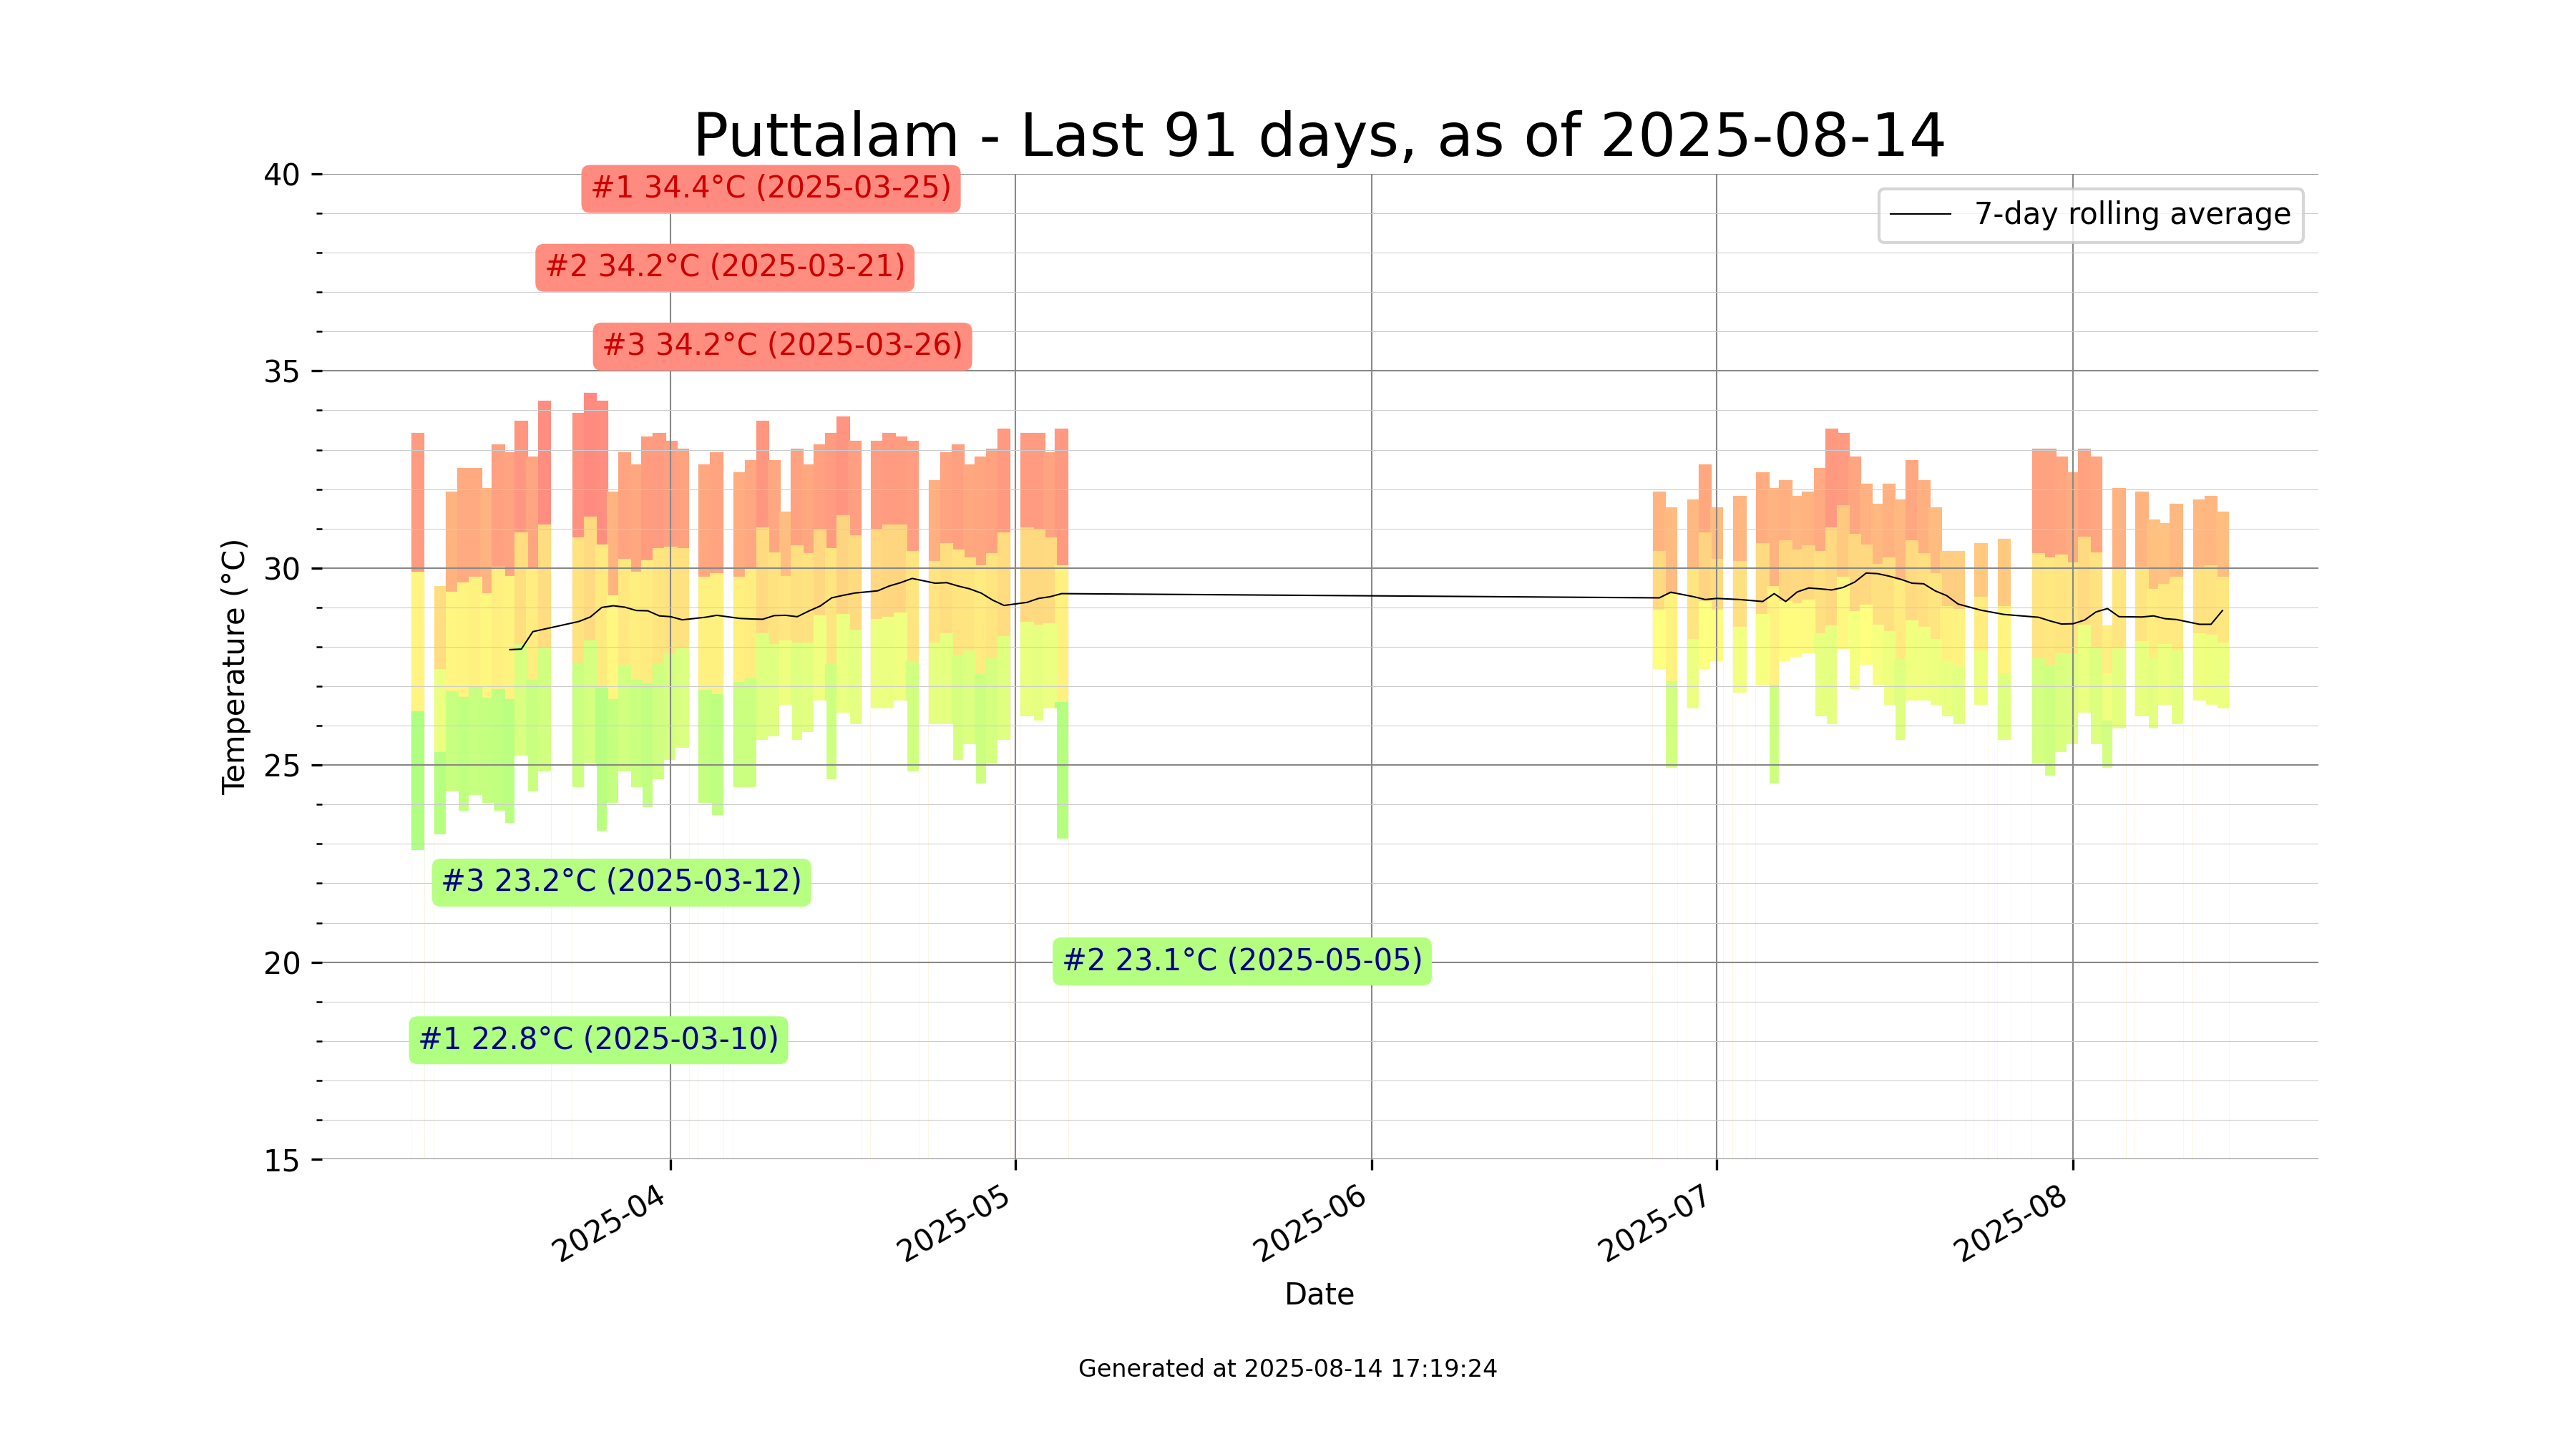 Puttalam - Last 91 days, as of 2025-08-14
40
#1 34.4°C (2025-03-25)
7-day rolling average
#2 34.2°C (2025-03-21)
#3 34.2°C (2025-03-26)
35
30
Temperature (°C)
25
#3 23.2°C (2025-03-12)
20
#2 23.1°C (2025-05-05)
#1 22.8°C (2025-03-10)
15
2025-04
2025-05
2025-06
2025-07
2025-08
Date
Generated at 2025-08-14 17:19:24